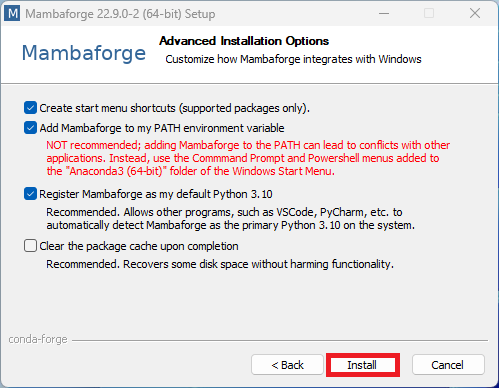 M Mambaforge 22.9.0-2 (64-bit) Setup
Advanced Installation Options
Mambaforge
Customize how Mambaforge integrates with Windows
Create start menu shortcuts (supported packages only).
Add Mambaforge to my PATH environment variable
NOT recommended; adding Mambaforge to the PATH can lead to conflicts with other
applications. Instead, use the Commmand Prompt and Powershell menus added to
the "Anaconda3 (64-bit)" folder of the Windows Start Menu.
Register Mambaforge as my default Python 3.10
Recommended. Allows other programs, such as VSCode, PyCharm, etc. to
automatically detect Mambaforge as the primary Python 3.10 on the system.
Clear the package cache upon completion
Recommended. Recovers some disk space without harming functionality.
conda-forge
< Back Install Cancel